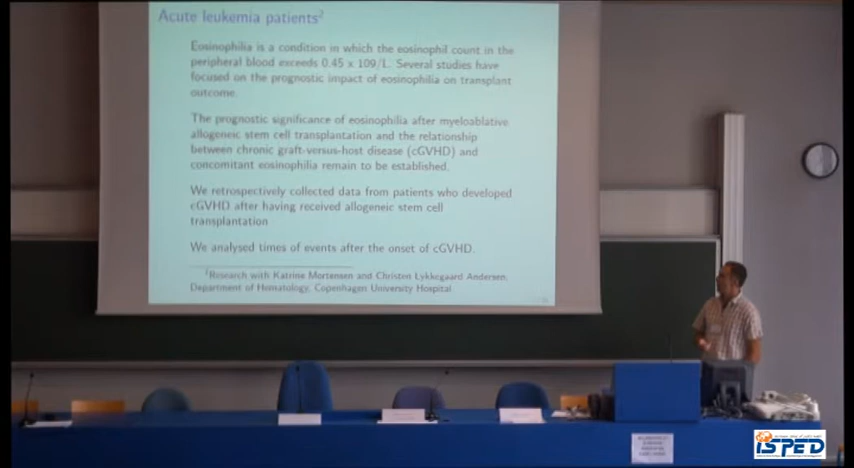 Acute leukemia patients²
Eosinophilia is a condition in which the eosinophil count in the
peripheral blood exceeds 0.45 x 109/L. Several studies have
focused on the prognostic impact of eosinophilia on transplant
outcome.
The prognostic significance of eosinophilia after myeloablative
allogeneic stem cell transplantation and the relationship
between chronic graft-versus-host disease (cGVHD) and
concomitant eosinophilia remain to be established.
We retrospectively collected data from patients who developed
cGVHD after having received allogeneic stem cell
transplantation
We analysed times of events after the onset of cGVHD.
²Research with Katrine Mortensen and Christen Lykkegaard Andersen,
Department of Hematology, Copenhagen University Hospital
ISPED